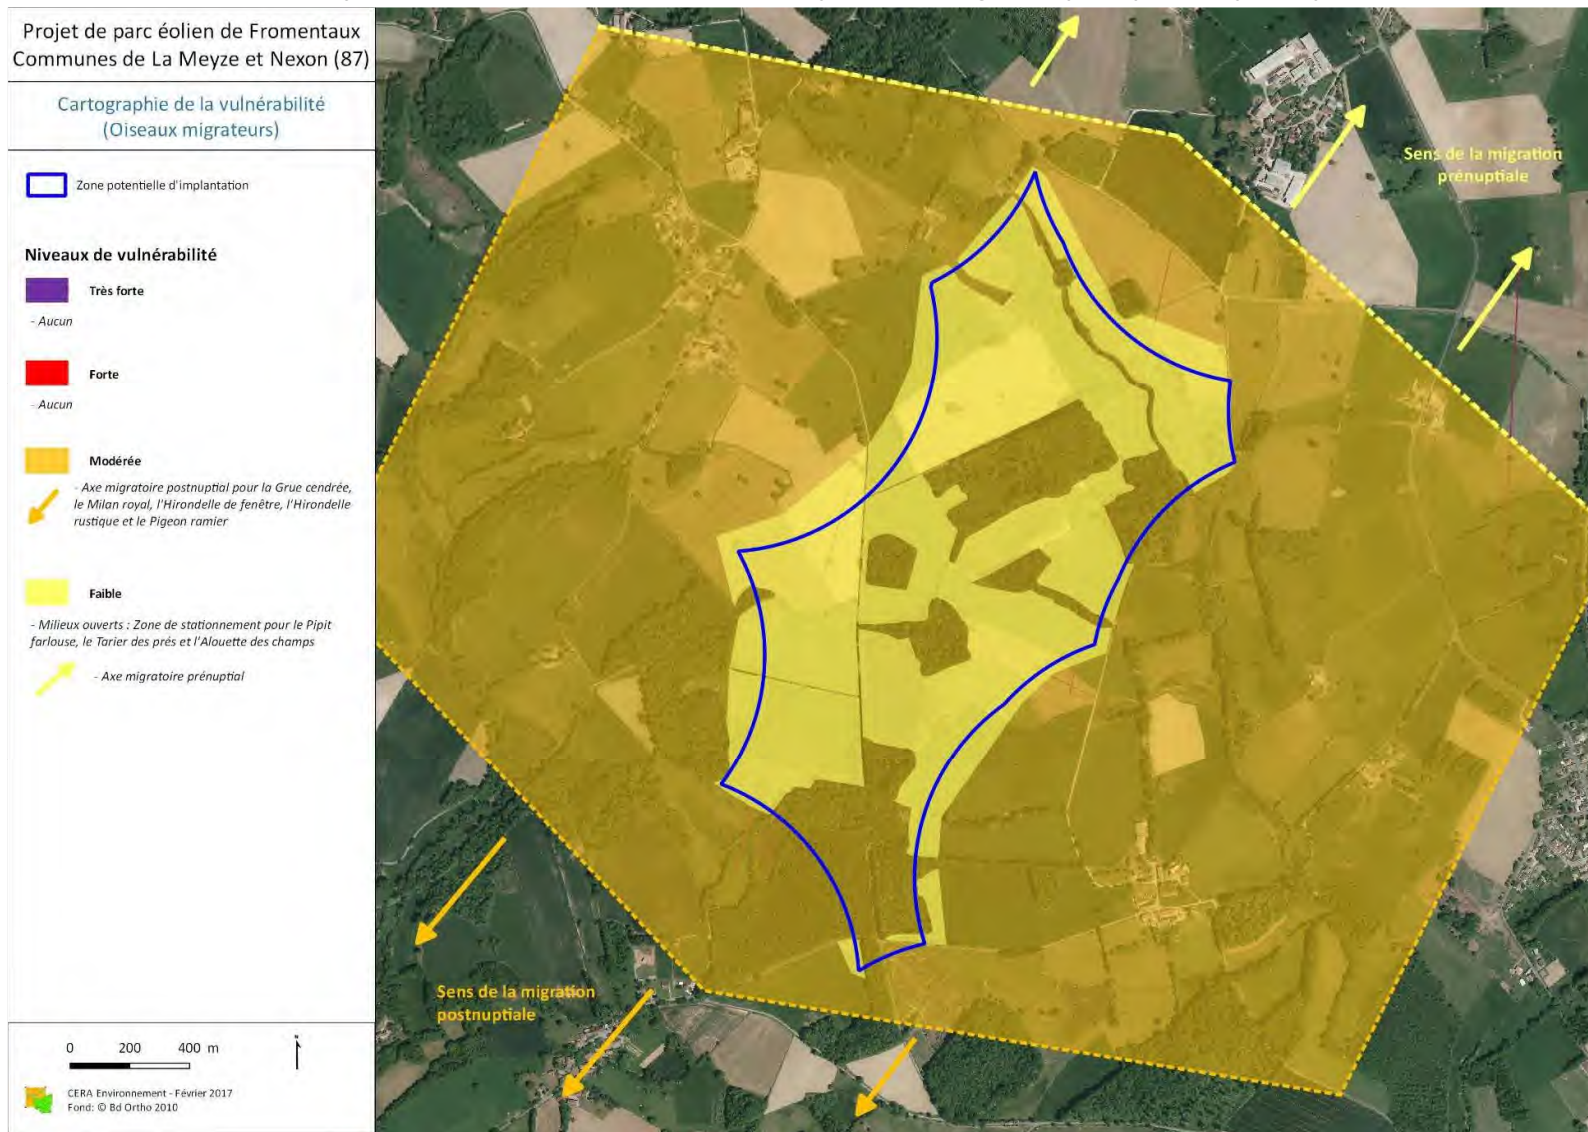 Projet de parc éolien de Fromentaux
Communes de La Meyze et Nexon (87)
Cartographie de la vulnérabilité
(Oiseaux migrateurs)
Zone potentielle d'implantation
Niveaux de vulnérabilité
Très forte
- Aucun
Forte
- Aucun
Modérée
- Axe migratoire postnuptial pour la Grue cendrée,
le Milan royal, l'Hirondelle de fenêtre, l'Hirondelle
rustique et le Pigeon ramier
Faible
- Milieux ouverts : Zone de stationnement pour le Pipit
farlouse, le Tarier des prés et l'Alouette des champs
- Axe migratoire prénuptial
0 200 400 m
N
CERA Environnement - Février 2017
Fond: © Bd Ortho 2010
Sens de la migration
prénuptiale
Sens de la migration
postnuptiale